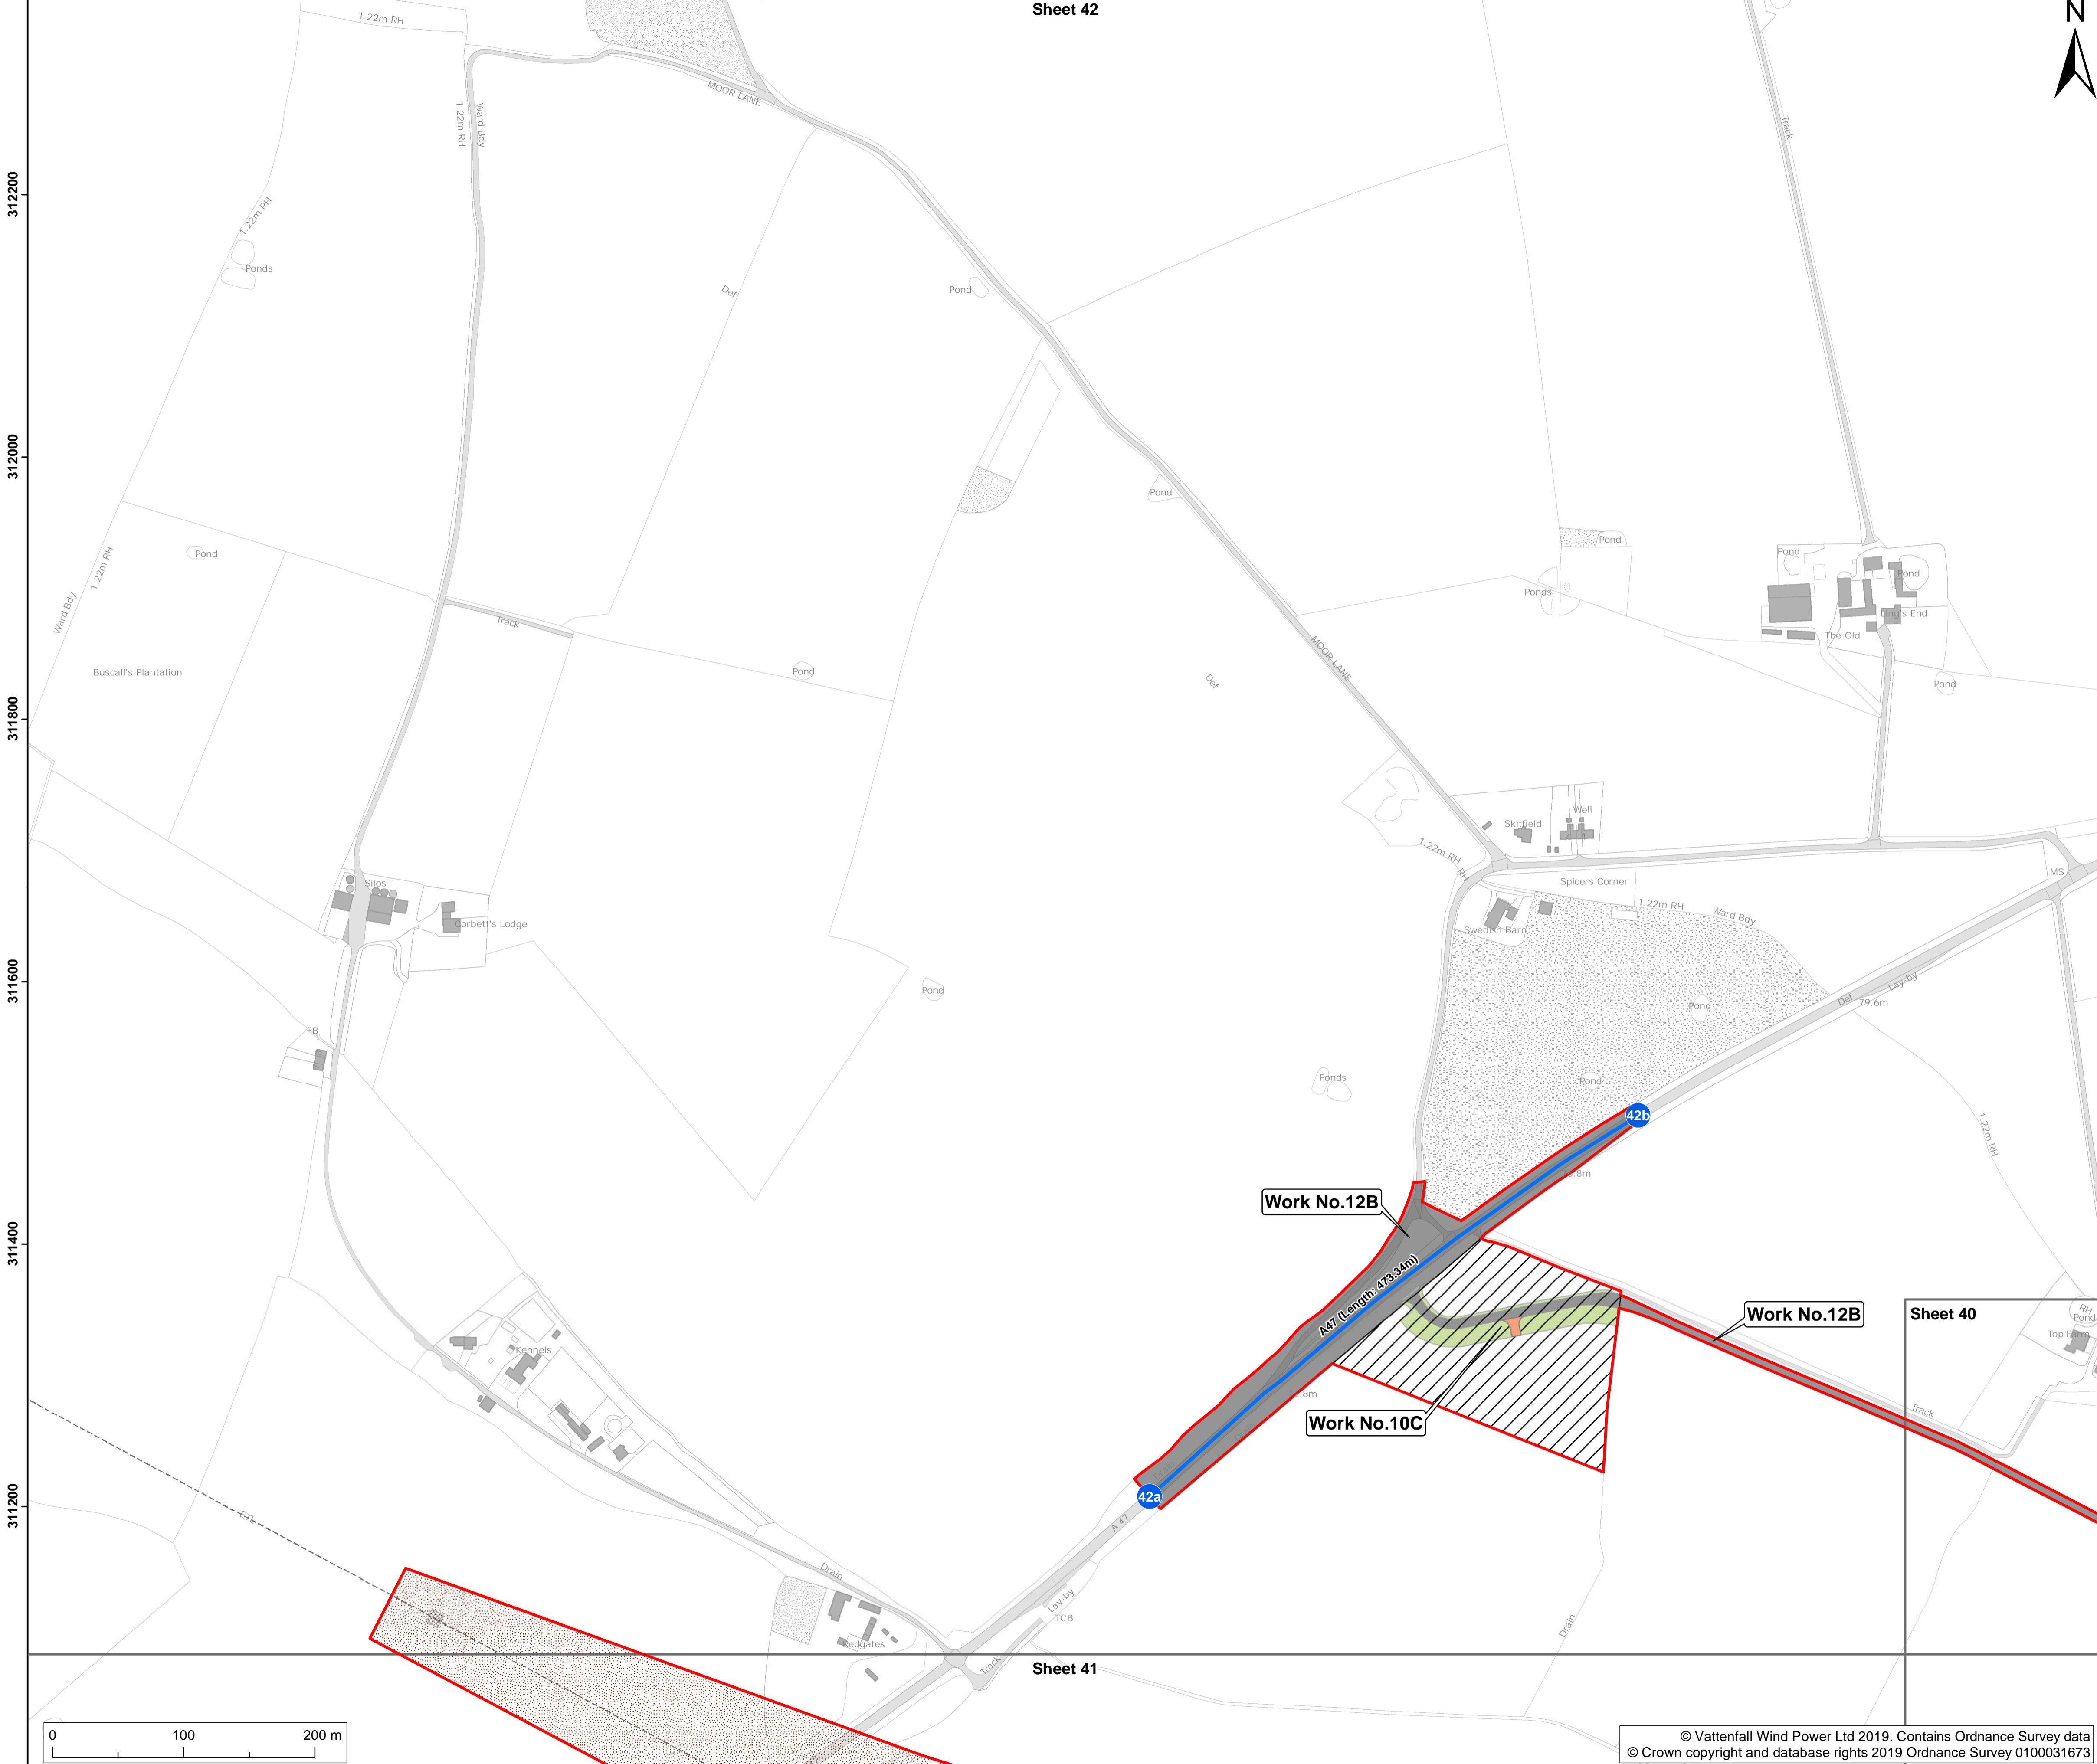 Sheet 42
N
1.22m RH
MOOR LANE
1.22m RH
Ward Bdy
Track
312200
1.22m RH
Ponds
Def
Pond
312000
Pond
Pond
1.22m RH
Ward Bdy
Pond
Ponds
Pond
Pond
Ling's End
The Old
Track
Buscall's Plantation
Pond
MOOR LANE
Def
Pond
311800
Well
Skitfield
1.22m RH
RH
Spicers Corner
MS
Silos
Corbett's Lodge
1.22m RH
Ward Bdy
Swedish Barn
311600
Pond
Pond
Def
Lay-by
79.6m
FB
Ponds
Pond
42b
1.22m RH
Work No.12B
311400
A47 (Length: 473.34m)
Work No.12B
Sheet 40
RH
Pond
Top Farm
Kennels
Work No.10C
Track
42a
311200
ETL
A 47
Drain
Lay-by
TCB
Drain
Redgates
Track
Sheet 41
0
100
200 m
© Vattenfall Wind Power Ltd 2019. Contains Ordnance Survey data
© Crown copyright and database rights 2019 Ordnance Survey 0100031673